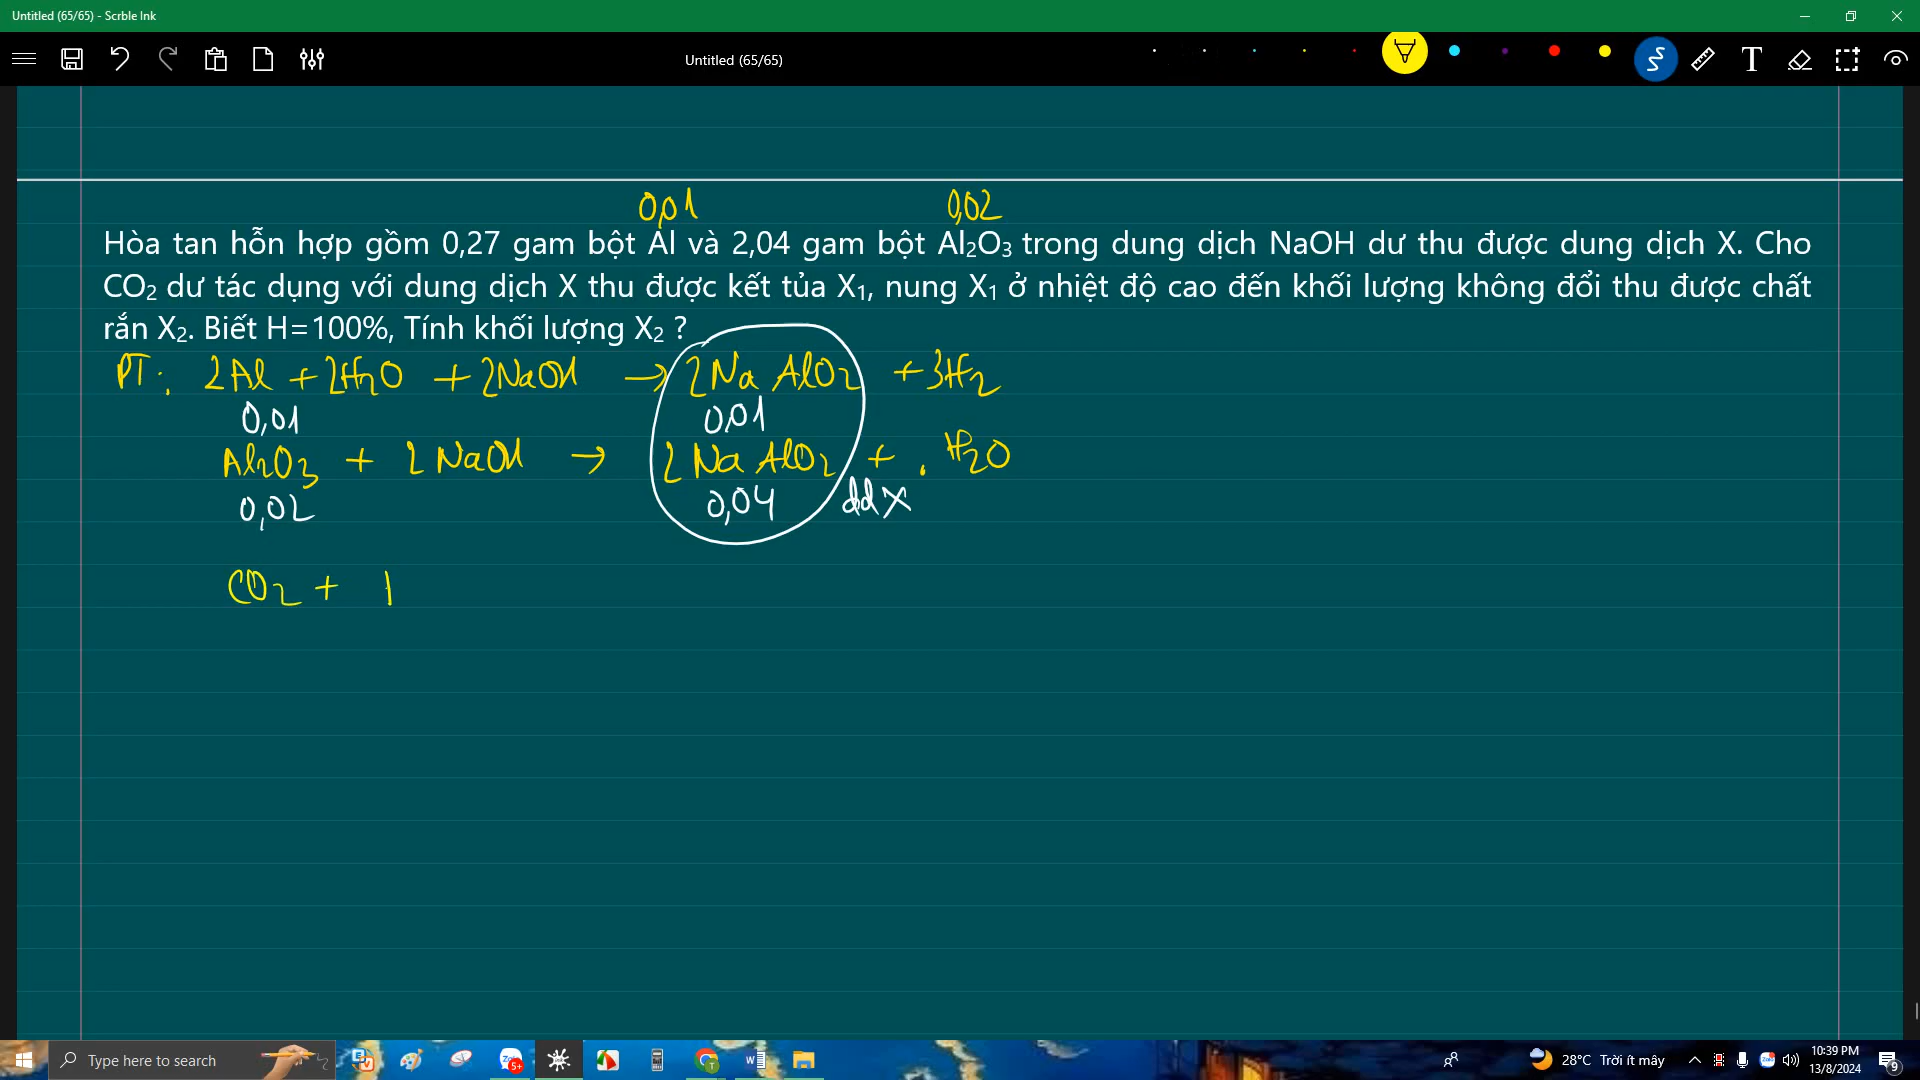 Untitled (65/65) - Scrble Ink
Untitled (65/65)
0,01 0,02
Hòa tan hỗn hợp gồm 0,27 gam bột Al và 2,04 gam bột Al₂O₃ trong dung dịch NaOH dư thu được dung dịch X. Cho
CO₂ dư tác dụng với dung dịch X thu được kết tủa X₁, nung X₁ ở nhiệt độ cao đến khối lượng không đổi thu được chất
rắn X₂. Biết H=100%, Tính khối lượng X₂ ?
PT: 2Al + 2H₂O + 2NaOH → 2NaAlO₂ + 3H₂
0,01 0,01
Al₂O₃ + 2NaOH → 2NaAlO₂ + . H₂O
0,02 0,04 ddX
CO₂ +
Type here to search
28°C Trời ít mây
10:39 PM
13/8/2024
9